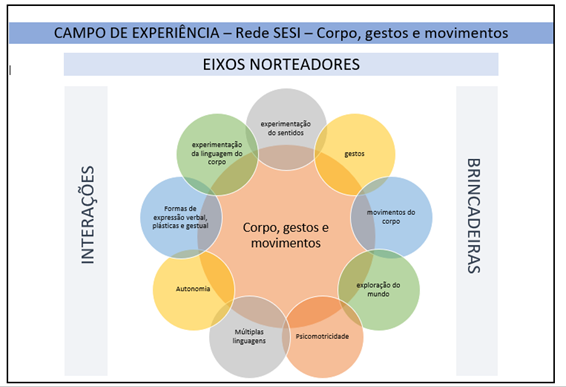 CAMPO DE EXPERIÊNCIA – Rede SESI – Corpo, gestos e movimentos
EIXOS NORTEADORES
INTERAÇÕES
experimentação
do sentidos
gestos
movimentos do
corpo
exploração do
mundo
Psicomotricidade
Múltiplas
linguagens
Autonomia
Formas de
expressão verbal,
plásticas e gestual
experimentação
da linguagem do
corpo
Corpo, gestos e
movimentos
BRINCADEIRAS